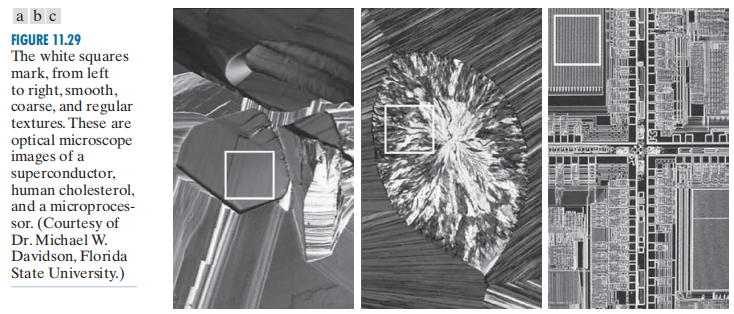 a b c
FIGURE 11.29
The white squares
mark, from left
to right, smooth,
coarse, and regular
textures. These are
optical microscope
images of a
superconductor,
human cholesterol,
and a microproces-
sor. (Courtesy of
Dr. Michael W.
Davidson, Florida
State University.)